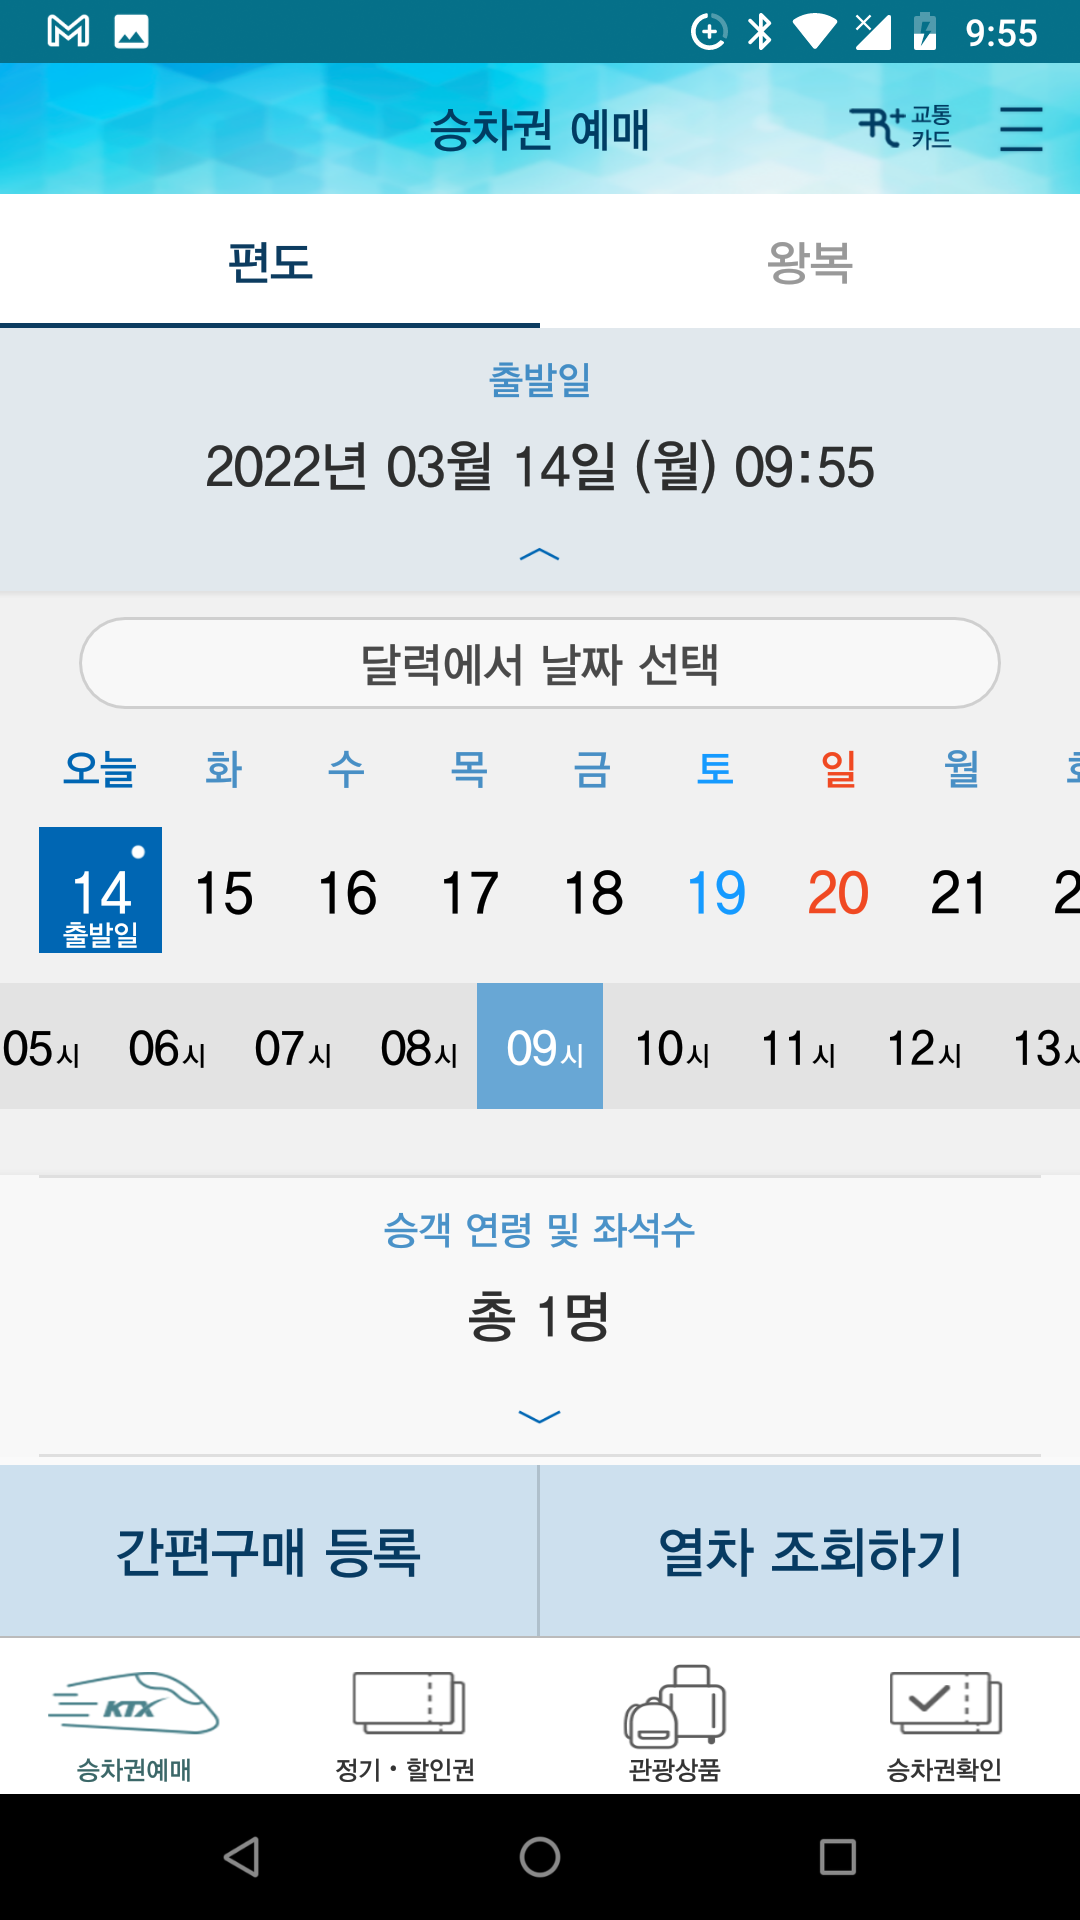 9:55
승차권 예매
R+ 교통
카드
편도 왕복
출발일
2022년 03월 14일 (월) 09:55
달력에서 날짜 선택
오늘 화 수 목 금 토 일 월
14 15 16 17 18 19 20 21
출발일
05시 06시 07시 08시 09시 10시 11시 12시 13시
승객 연령 및 좌석수
총 1명
간편구매 등록 열차 조회하기
KTX
승차권예매 정기·할인권 관광상품 승차권확인